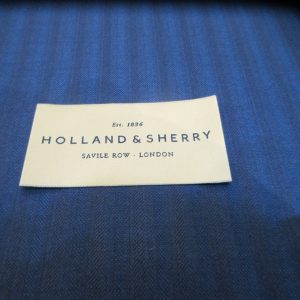 Est. 1836
HOLLAND & SHERRY
SAVILE ROW - LONDON